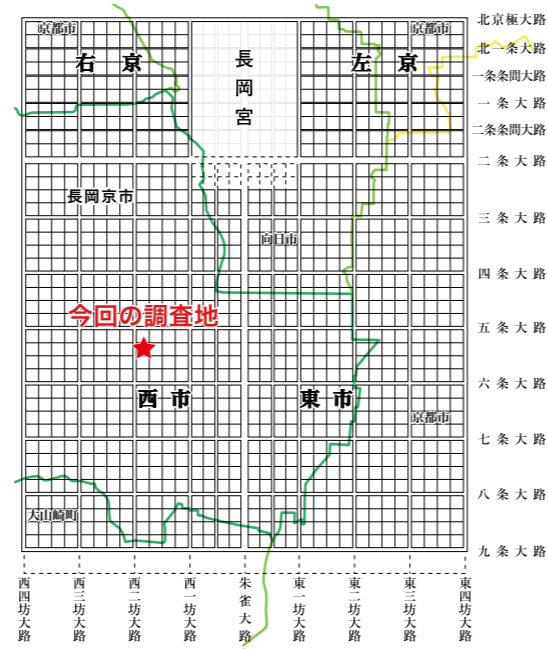 北京極大路
京都市
京都市
北一条大路
右京
長岡宮
左京
一条条間大路
一条大路
二条条間大路
二条大路
長岡京市
三条大路
向日市
四条大路
今回の調査地
五条大路
六条大路
西市
東市
京都市
七条大路
八条大路
大山崎町
九条大路
西四坊大路
西三坊大路
西二坊大路
西一坊大路
朱雀大路
東一坊大路
東二坊大路
東三坊大路
東四坊大路